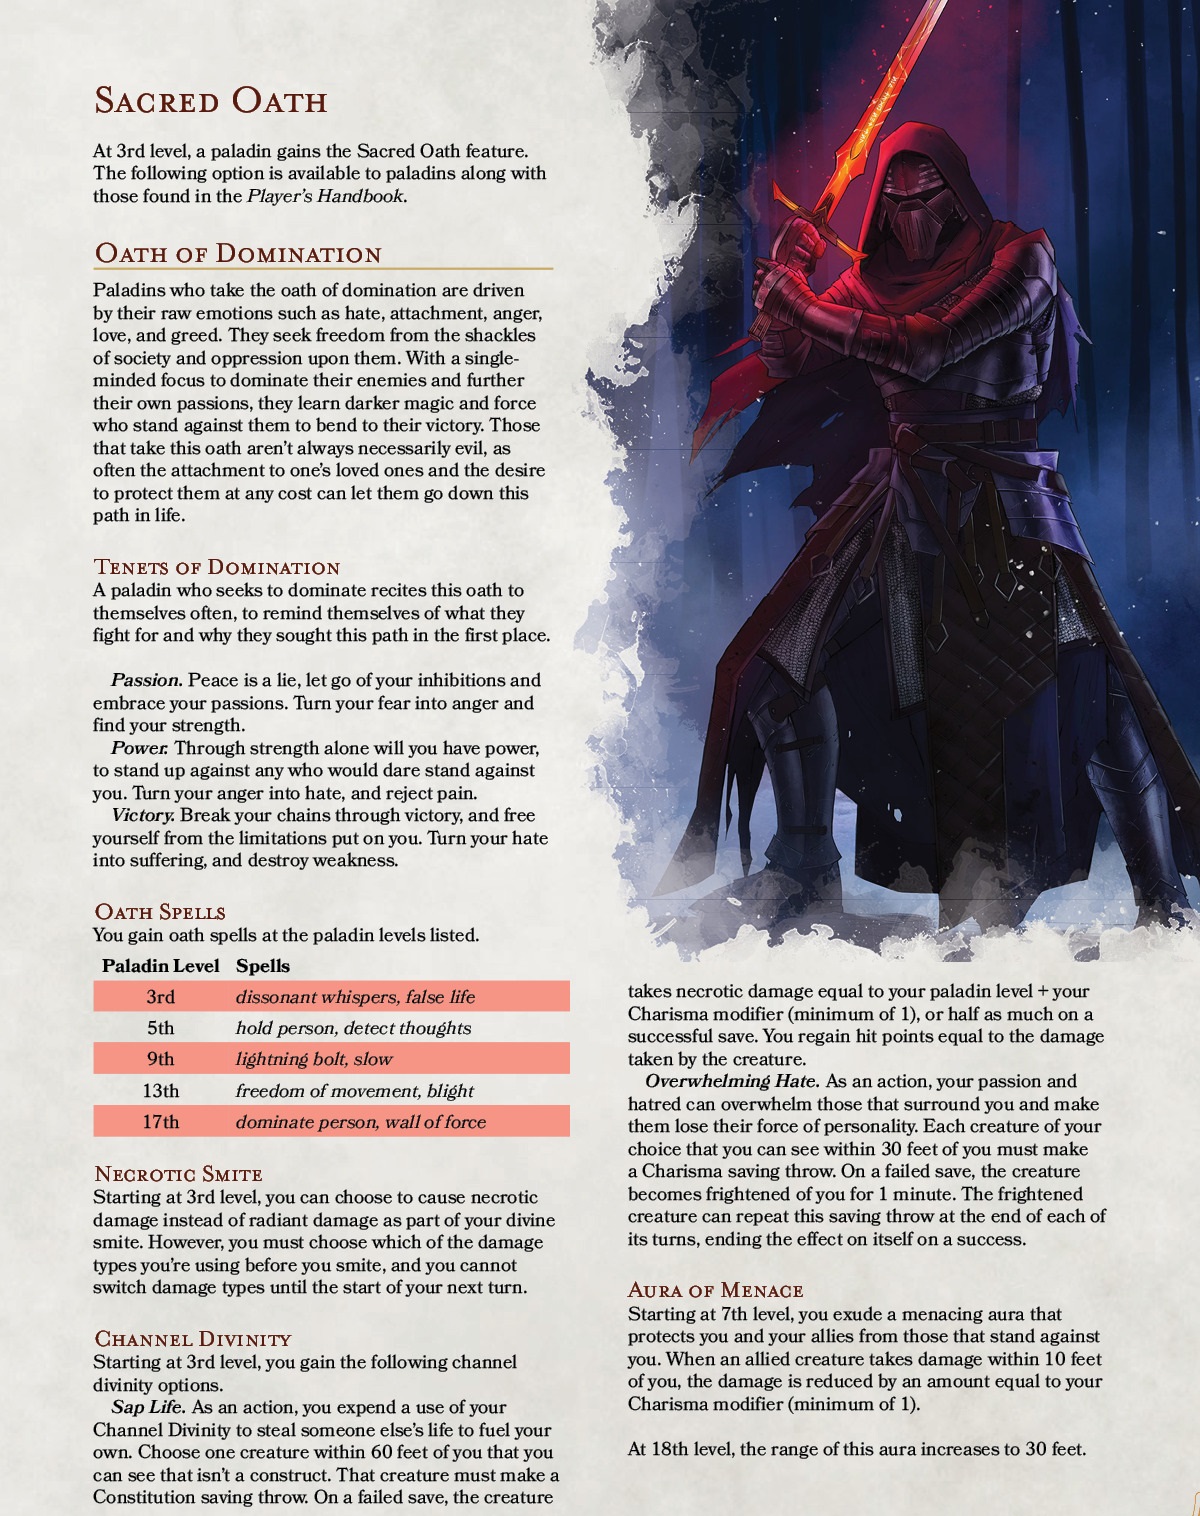 Sacred Oath
At 3rd level, a paladin gains the Sacred Oath feature.
The following option is available to paladins along with
those found in the Player's Handbook.
Oath of Domination
Paladins who take the oath of domination are driven
by their raw emotions such as hate, attachment, anger,
love, and greed. They seek freedom from the shackles
of society and oppression upon them. With a single-
minded focus to dominate their enemies and further
their own passions, they learn darker magic and force
who stand against them to bend to their victory. Those
that take this oath aren't always necessarily evil, as
often the attachment to one's loved ones and the desire
to protect them at any cost can let them go down this
path in life.
Tenets of Domination
A paladin who seeks to dominate recites this oath to
themselves often, to remind themselves of what they
fight for and why they sought this path in the first place.
Passion. Peace is a lie, let go of your inhibitions and
embrace your passions. Turn your fear into anger and
find your strength.
Power. Through strength alone will you have power,
to stand up against any who would dare stand against
you. Turn your anger into hate, and reject pain.
Victory. Break your chains through victory, and free
yourself from the limitations put on you. Turn your hate
into suffering, and destroy weakness.
Oath Spells
You gain oath spells at the paladin levels listed.
Paladin Level Spells
3rd dissonant whispers, false life
5th hold person, detect thoughts
9th lightning bolt, slow
13th freedom of movement, blight
17th dominate person, wall of force
Necrotic Smite
Starting at 3rd level, you can choose to cause necrotic
damage instead of radiant damage as part of your divine
smite. However, you must choose which of the damage
types you're using before you smite, and you cannot
switch damage types until the start of your next turn.
Channel Divinity
Starting at 3rd level, you gain the following channel
divinity options.
Sap Life. As an action, you expend a use of your
Channel Divinity to steal someone else's life to fuel your
own. Choose one creature within 60 feet of you that you
can see that isn't a construct. That creature must make a
Constitution saving throw. On a failed save, the creature
takes necrotic damage equal to your paladin level + your
Charisma modifier (minimum of 1), or half as much on a
successful save. You regain hit points equal to the damage
taken by the creature.
Overwhelming Hate. As an action, your passion and
hatred can overwhelm those that surround you and make
them lose their force of personality. Each creature of your
choice that you can see within 30 feet of you must make
a Charisma saving throw. On a failed save, the creature
becomes frightened of you for 1 minute. The frightened
creature can repeat this saving throw at the end of each of
its turns, ending the effect on itself on a success.
Aura of Menace
Starting at 7th level, you exude a menacing aura that
protects you and your allies from those that stand against
you. When an allied creature takes damage within 10 feet
of you, the damage is reduced by an amount equal to your
Charisma modifier (minimum of 1).
At 18th level, the range of this aura increases to 30 feet.